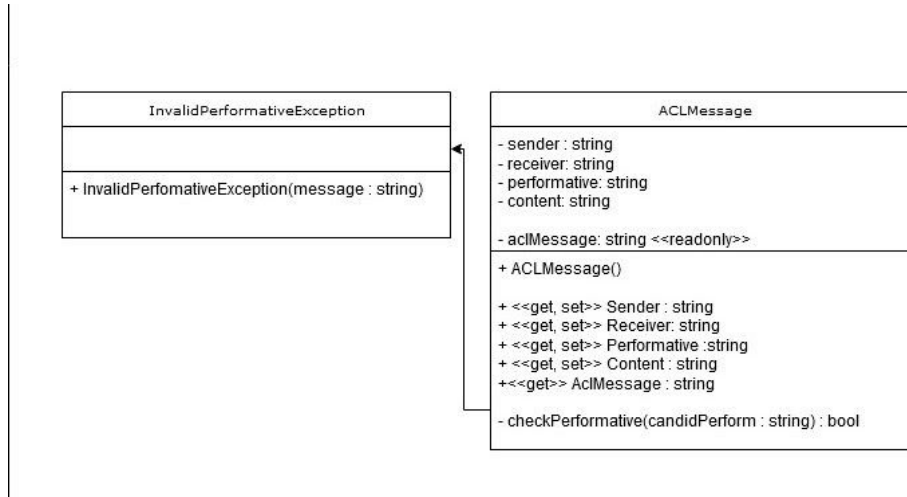 InvalidPerformativeException
+ InvalidPerfomativeException(message : string)
ACLMessage
- sender : string
- receiver: string
- performative: string
- content: string
- aclMessage: string <<readonly>>
+ ACLMessage()
+ <<get, set>> Sender : string
+ <<get, set>> Receiver: string
+ <<get, set>> Performative :string
+ <<get, set>> Content : string
+<<get>> AclMessage : string
- checkPerformative(candidPerform : string) : bool